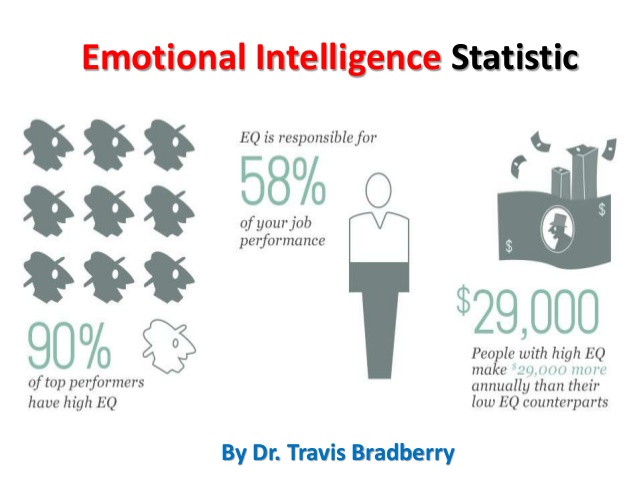 Emotional Intelligence Statistic
EQ is responsible for
58%
of your job
performance
90%
of top performers
have high EQ
$ $
$29,000
People with high EQ
make $29,000 more
annually than their
low EQ counterparts
By Dr. Travis Bradberry